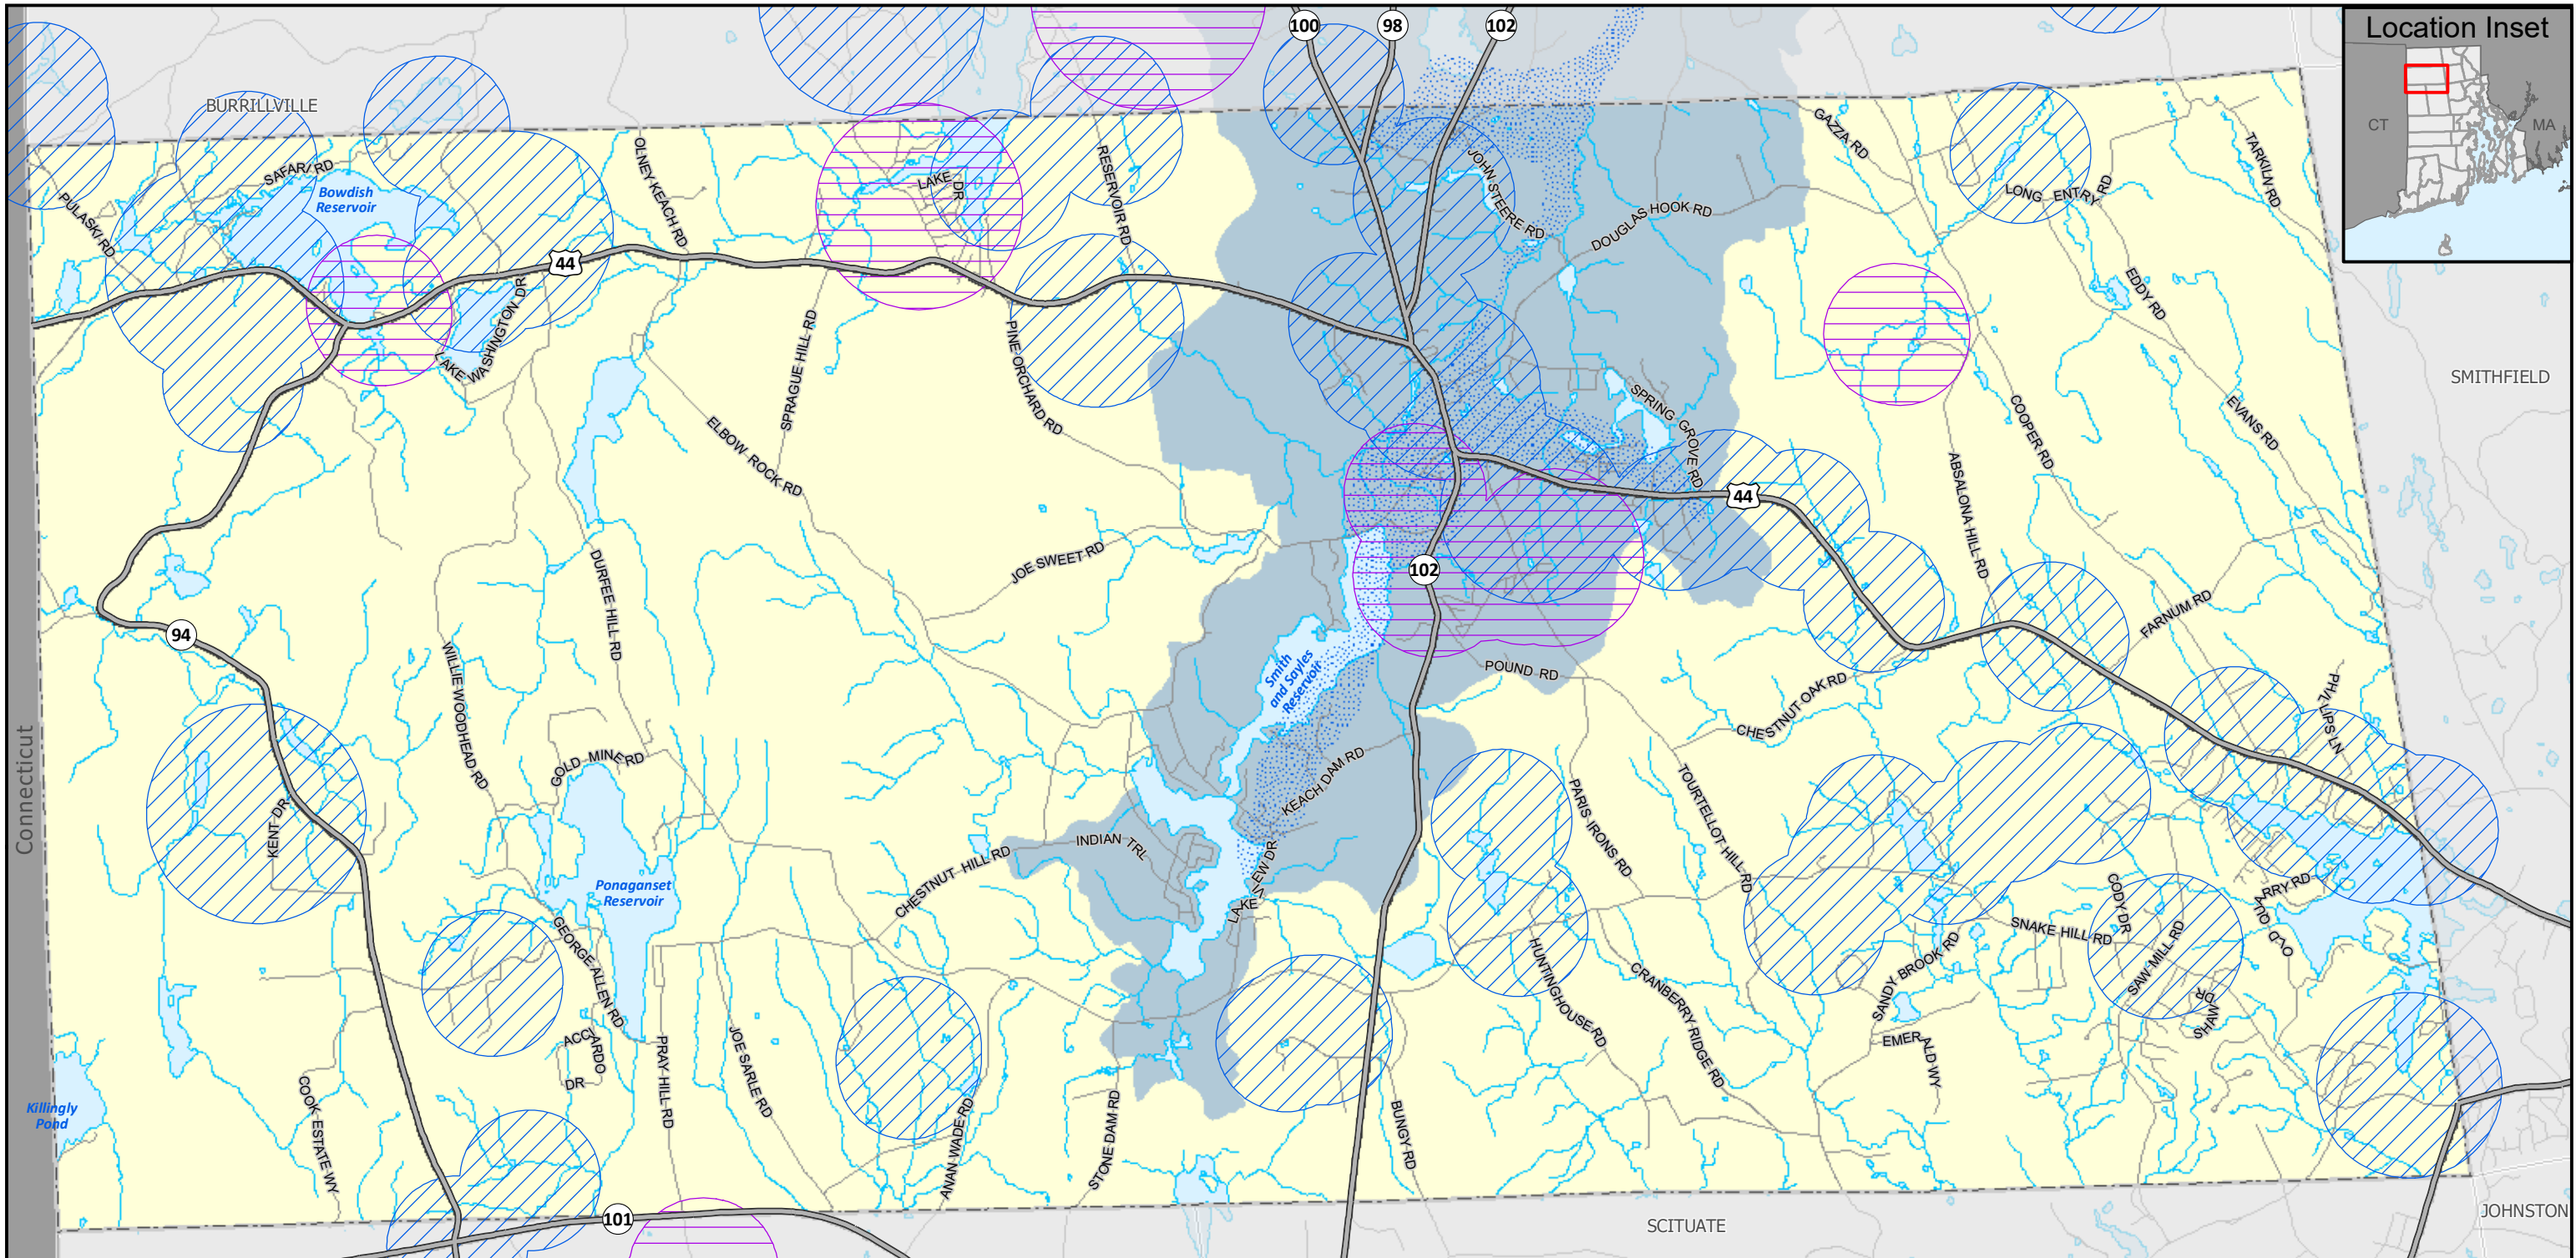 100
98
102
Location Inset
CT
MA
BURRILLVILLE
SAFARI RD
Bowdish
Reservoir
PULASKI RD
OLNEY KEACH RD
LAKE DR
RESERVOIR RD
JOHN STEERE RD
DOUGLAS HOOK RD
GAZZA RD
LONG ENTRY RD
TARKILN RD
44
LAKE WASHINGTON DR
SPRAGUE HILL RD
PINE ORCHARD RD
EDDY RD
SMITHFIELD
ELBOW ROCK RD
SPRING GROVE RD
COOPER RD
EVANS RD
44
ABSALONA HILL RD
JOE SWEET RD
102
DURFEE HILL RD
94
FARNUM RD
WILLIE WOODHEAD RD
Smith
and Sayles
Reservoir
POUND RD
CHESTNUT OAK RD
PHILLIPS LN
Connecticut
GOLD MINE RD
KEACH DAM RD
PARIS IRONS RD
TOURTELLOT HILL RD
KENT DR
INDIAN TRL
CHESTNUT HILL RD
LAKEVIEW DR
Ponaganset
Reservoir
GEORGE ALLEN RD
CODY DR
SNAKE HILL RD
SAW MILL RD
SANDY BROOK RD
HUNTINGHOUSE RD
CRANBERRY RIDGE RD
SHAW DR
ACCIARDO
DR
EMERALD WY
PRAY HILL RD
JOE SARLE RD
Killingly
Pond
COOK ESTATE WY
ANAN WADE RD
STONE DAM RD
BUNGY RD
101
SCITUATE
JOHNSTON